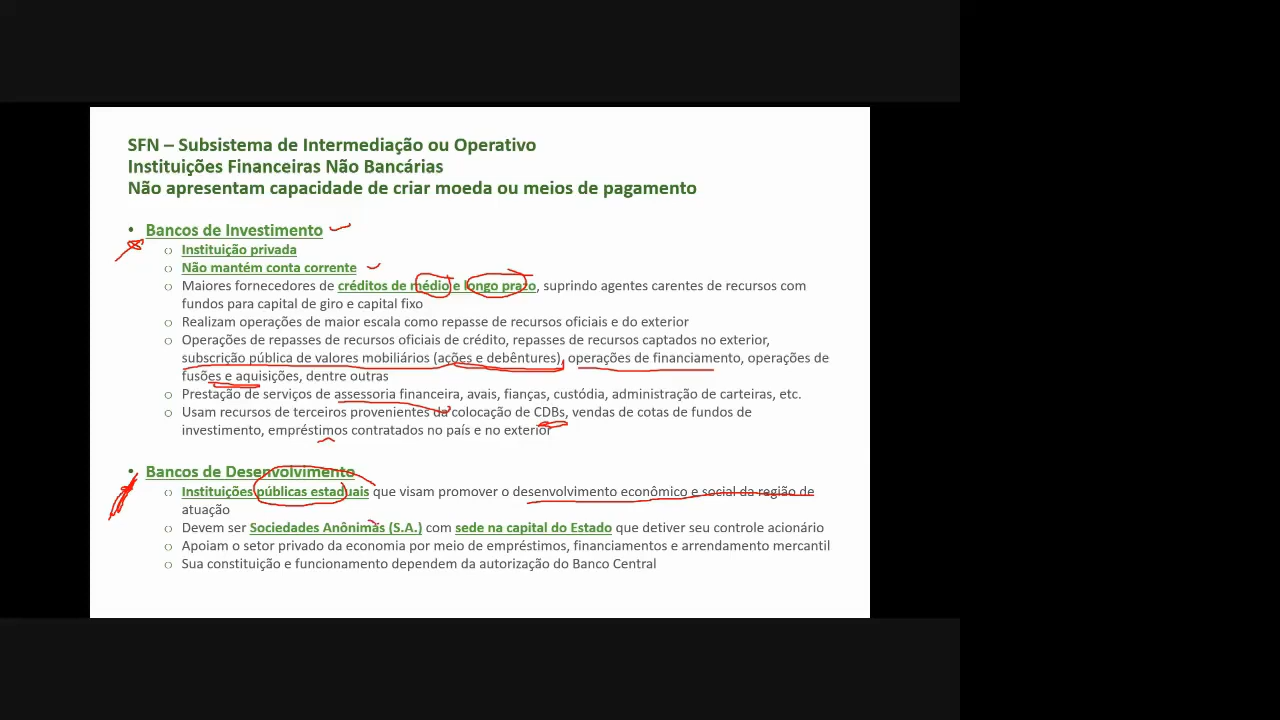 SFN – Subsistema de Intermediação ou Operativo
Instituições Financeiras Não Bancárias
Não apresentam capacidade de criar moeda ou meios de pagamento
• Bancos de Investimento
o Instituição privada
o Não mantém conta corrente
o Maiores fornecedores de créditos de médio e longo prazo, suprindo agentes carentes de recursos com
fundos para capital de giro e capital fixo
o Realizam operações de maior escala como repasse de recursos oficiais e do exterior
o Operações de repasses de recursos oficiais de crédito, repasses de recursos captados no exterior,
subscrição pública de valores mobiliários (ações e debêntures), operações de financiamento, operações de
fusões e aquisições, dentre outras
o Prestação de serviços de assessoria financeira, avais, fianças, custódia, administração de carteiras, etc.
o Usam recursos de terceiros provenientes da colocação de CDBs, vendas de cotas de fundos de
investimento, empréstimos contratados no país e no exterior
• Bancos de Desenvolvimento
o Instituições públicas estaduais que visam promover o desenvolvimento econômico e social da região de
atuação
o Devem ser Sociedades Anônimas (S.A.) com sede na capital do Estado que detiver seu controle acionário
o Apoiam o setor privado da economia por meio de empréstimos, financiamentos e arrendamento mercantil
o Sua constituição e funcionamento dependem da autorização do Banco Central